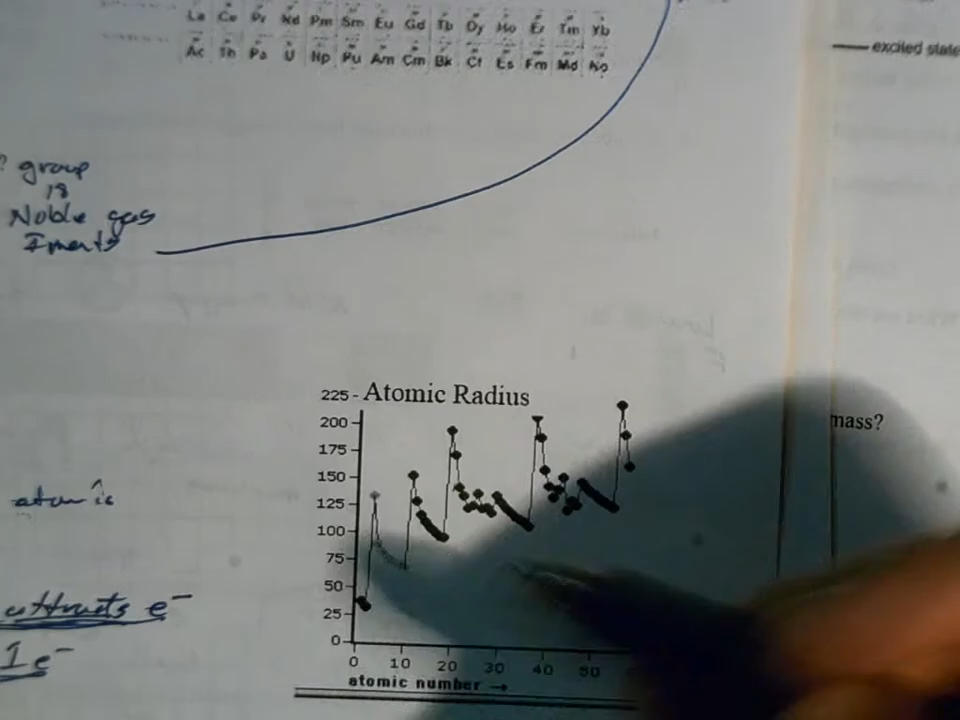 La Ce Pr Nd Pm Sm Eu Gd Tb Dy Ho Er Tm Yb
Ac Th Pa U Np Pu Am Cm Bk Cf Es Fm Md No
excited state
? group
18
Noble gas
225 - Atomic Radius
200
mass?
175
150
atomic
125
100
75
50
attracts e⁻
25
0
1 e⁻
0 10 20 30 40 50
atomic number →